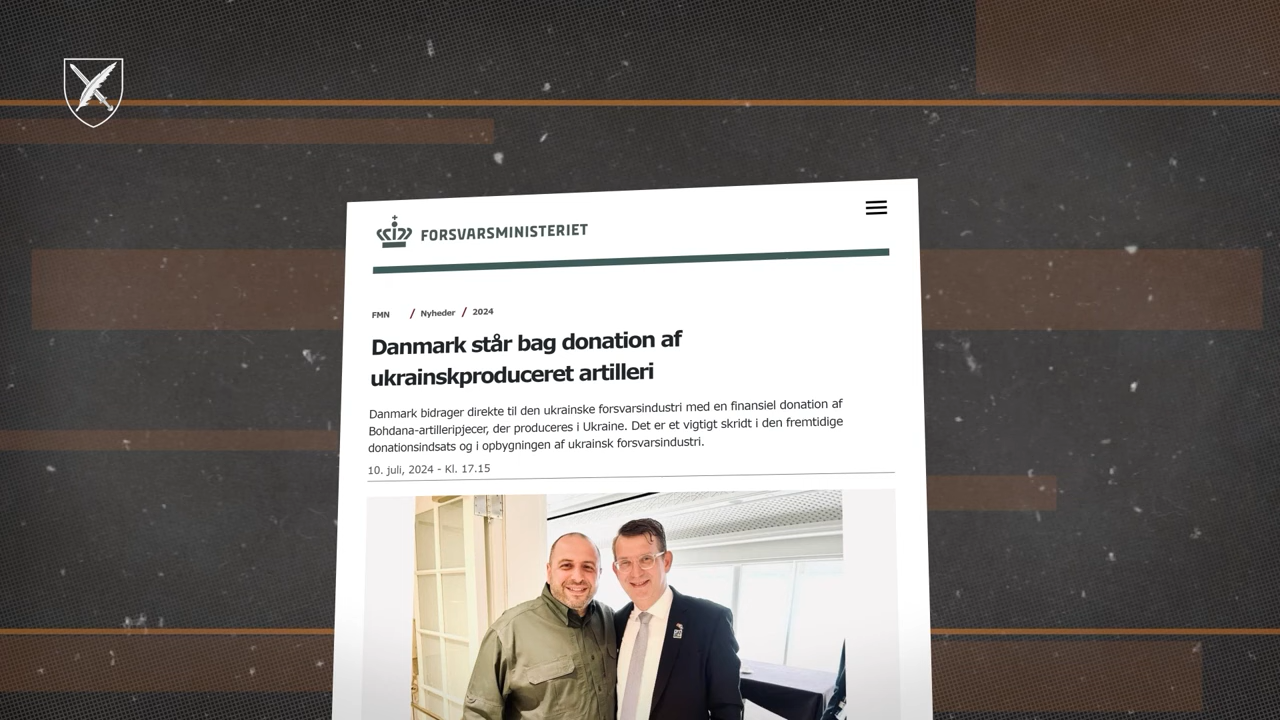 FORSVARSMINISTERIET
FMN / Nyheder / 2024
Danmark står bag donation af
ukrainskproduceret artilleri
Danmark bidrager direkte til den ukrainske forsvarsindustri med en finansiel donation af
Bohdana-artilleripjecer, der produceres i Ukraine. Det er et vigtigt skridt i den fremtidige
donationsindsats og i opbygningen af ukrainsk forsvarsindustri.
10. juli, 2024 - Kl. 17.15